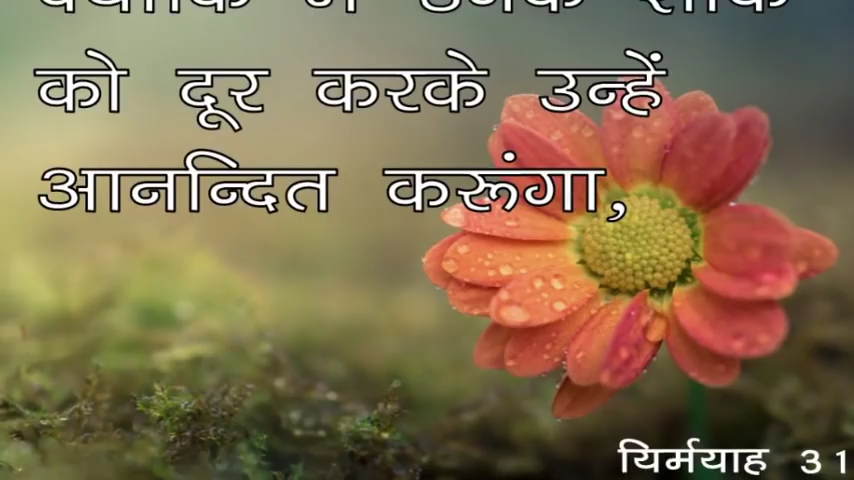 को दूर करके उन्हें
आनन्दित करूंगा,
यिर्मयाह 31